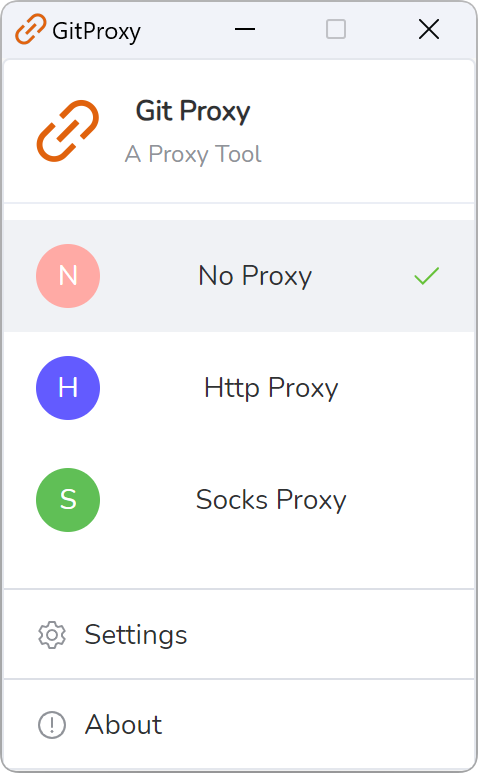 GitProxy
Git Proxy
A Proxy Tool
N No Proxy
H Http Proxy
S Socks Proxy
Settings
About